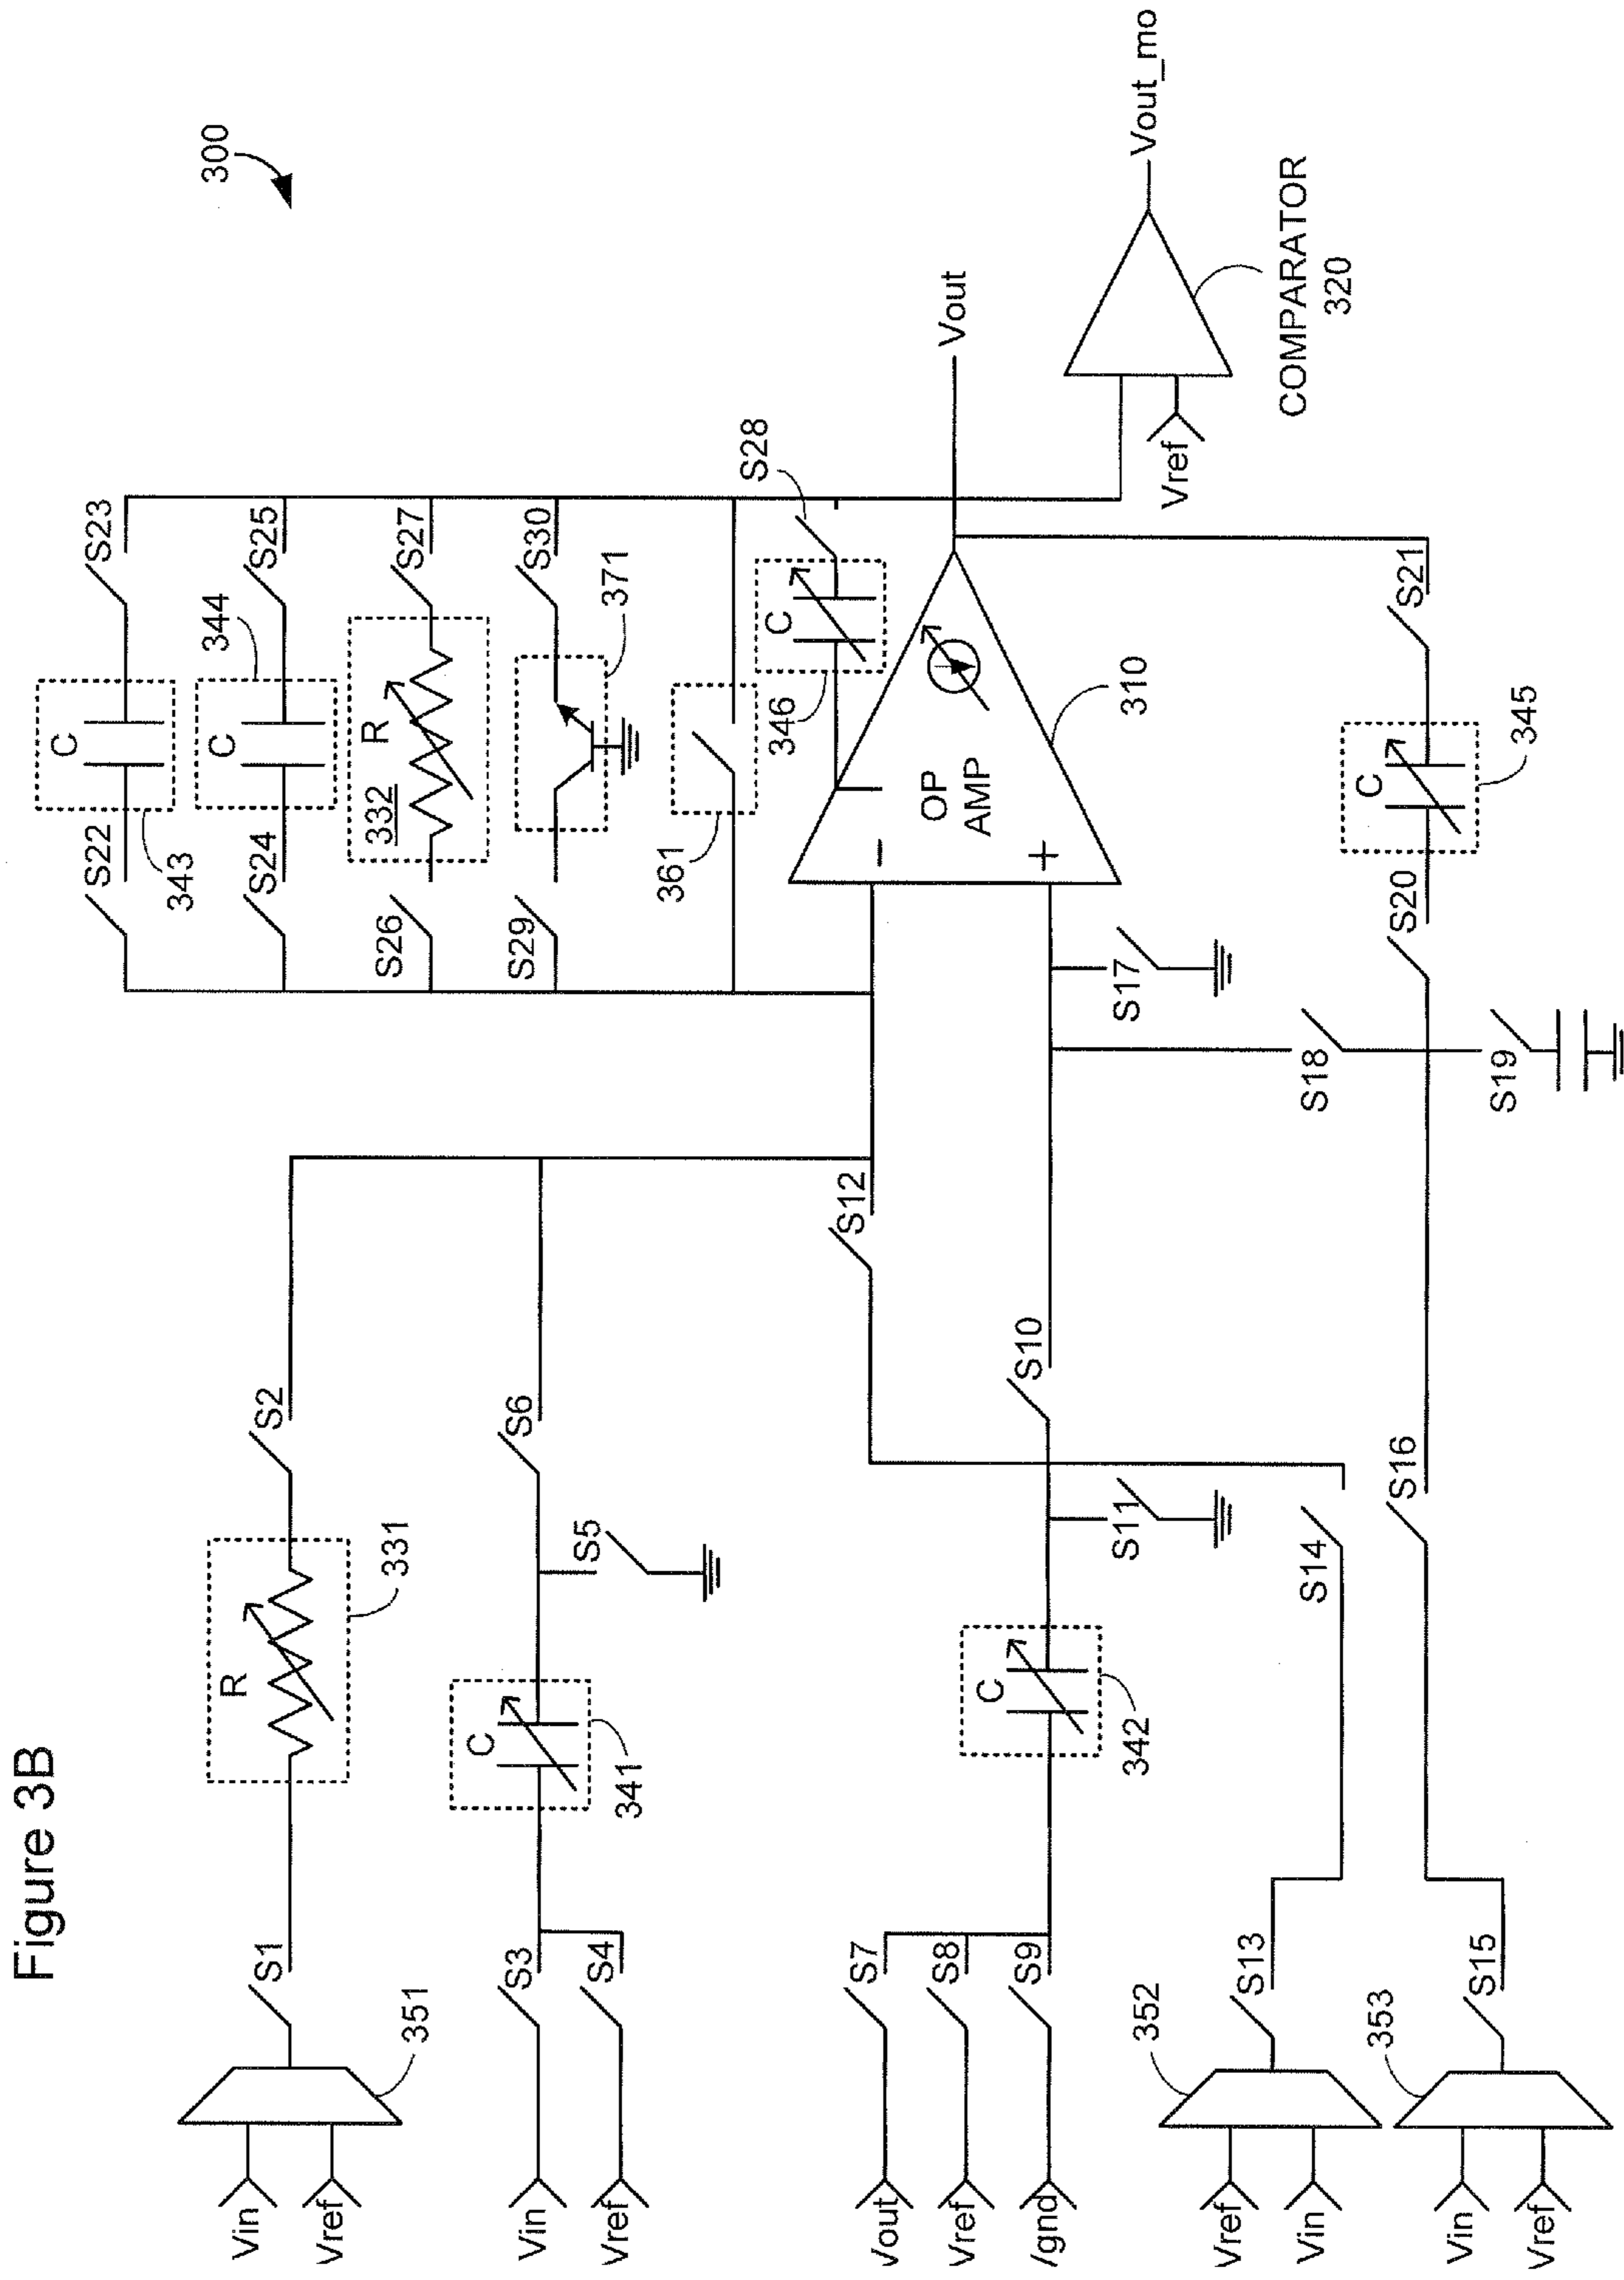 Figure 3B
300
S22
C
343
S23
S24
C
344
S25
S26
332
R
S27
S29
371
S30
361
346
C
S28
Vin
Vref
351
S1
R
331
S2
Vin
Vref
S3
S4
C
341
S5
S6
S12
-
+
OP
AMP
310
Vout
Vref
COMPARATOR
320
Vout_mo
Vout
Vref
Vgnd
S7
S8
S9
C
342
S11
S10
S17
Vref
Vin
352
S13
S14
S18
Vin
Vref
353
S15
S16
S19
S20
C
345
S21